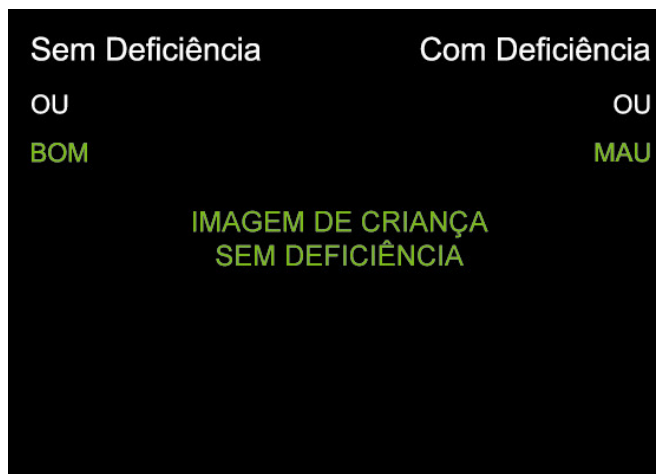 Sem Deficiência Com Deficiência
OU OU
BOM MAU
IMAGEM DE CRIANÇA
SEM DEFICIÊNCIA